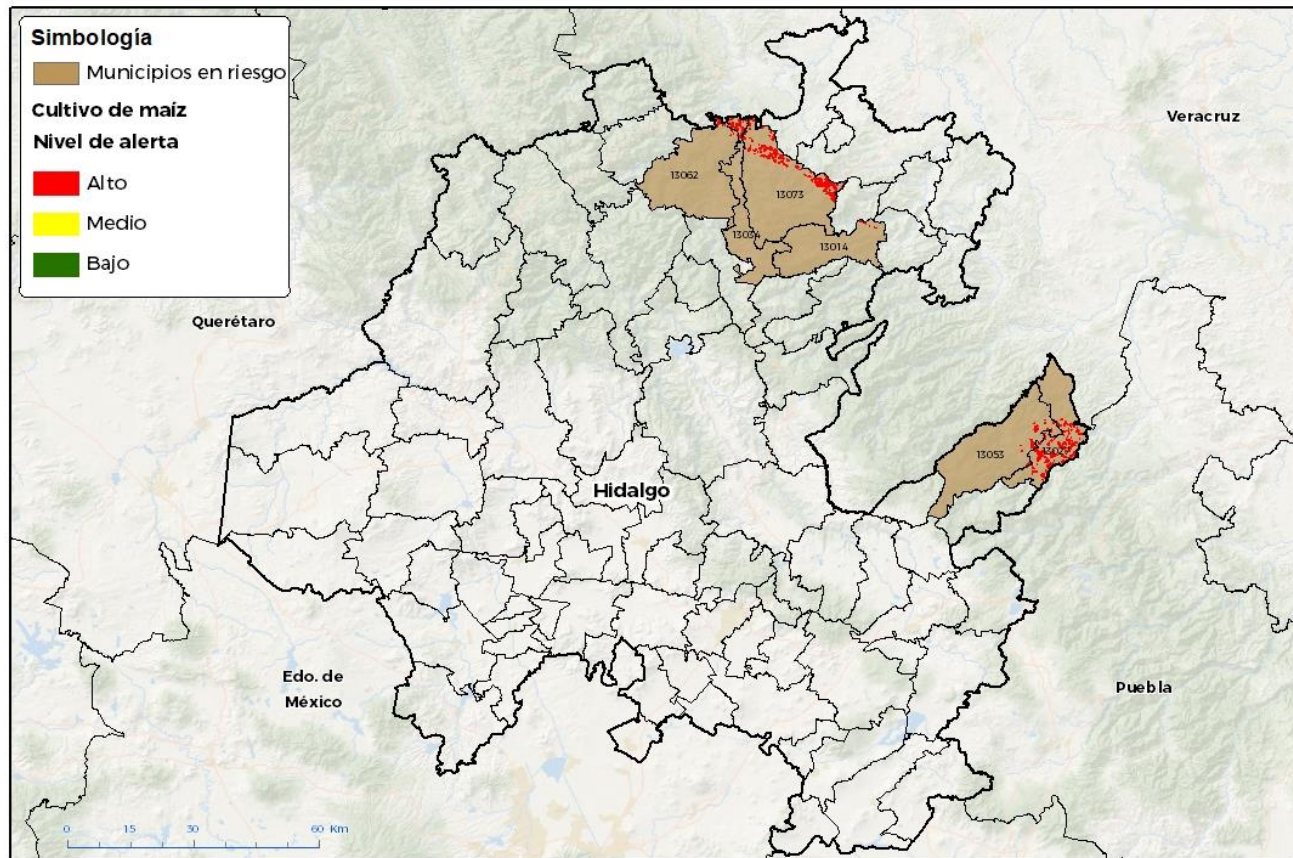 Simbología
Municipios en riesgo
Cultivo de maíz
Nivel de alerta
Alto
Medio
Bajo
Veracruz
13062
13073
13034
13014
Querétaro
13053
Hidalgo
Edo. de
México
Puebla
0 15 30 60 Km